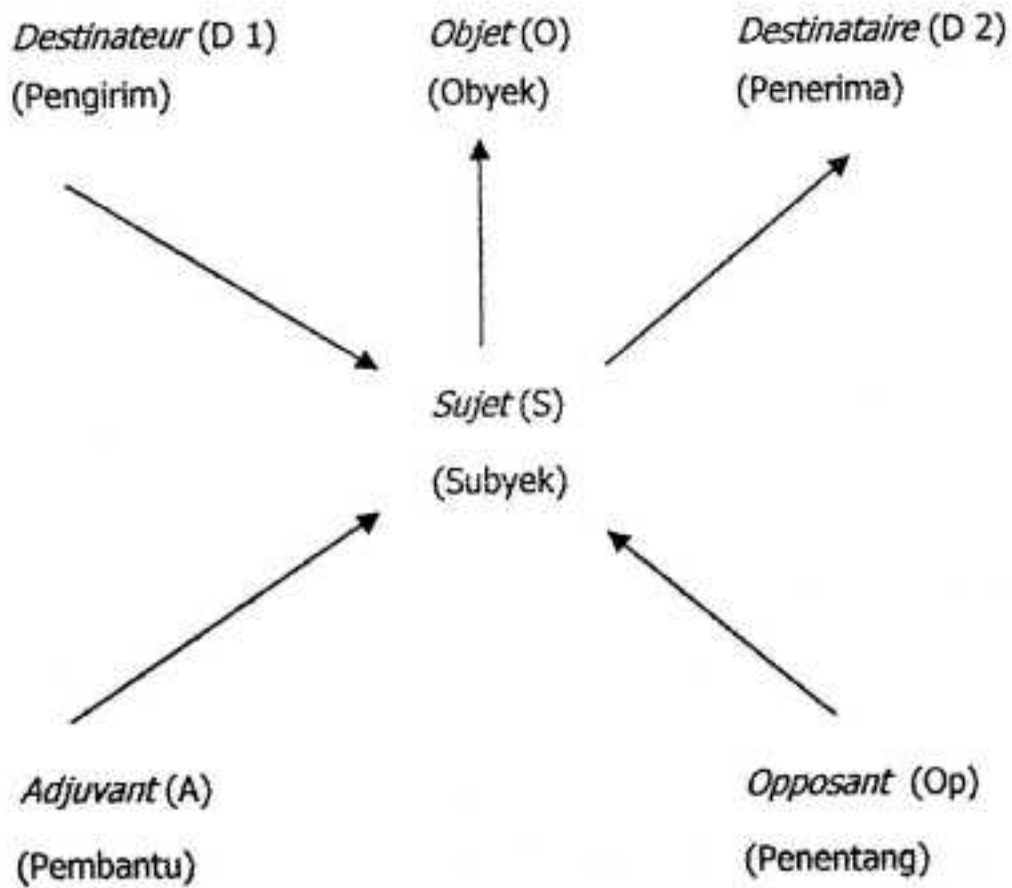 Destinateur (D 1)
(Pengirim)
Objet (O)
(Obyek)
Destinataire (D 2)
(Penerima)
Sujet (S)
(Subyek)
Adjuvant (A)
(Pembantu)
Opposant (Op)
(Penentang)